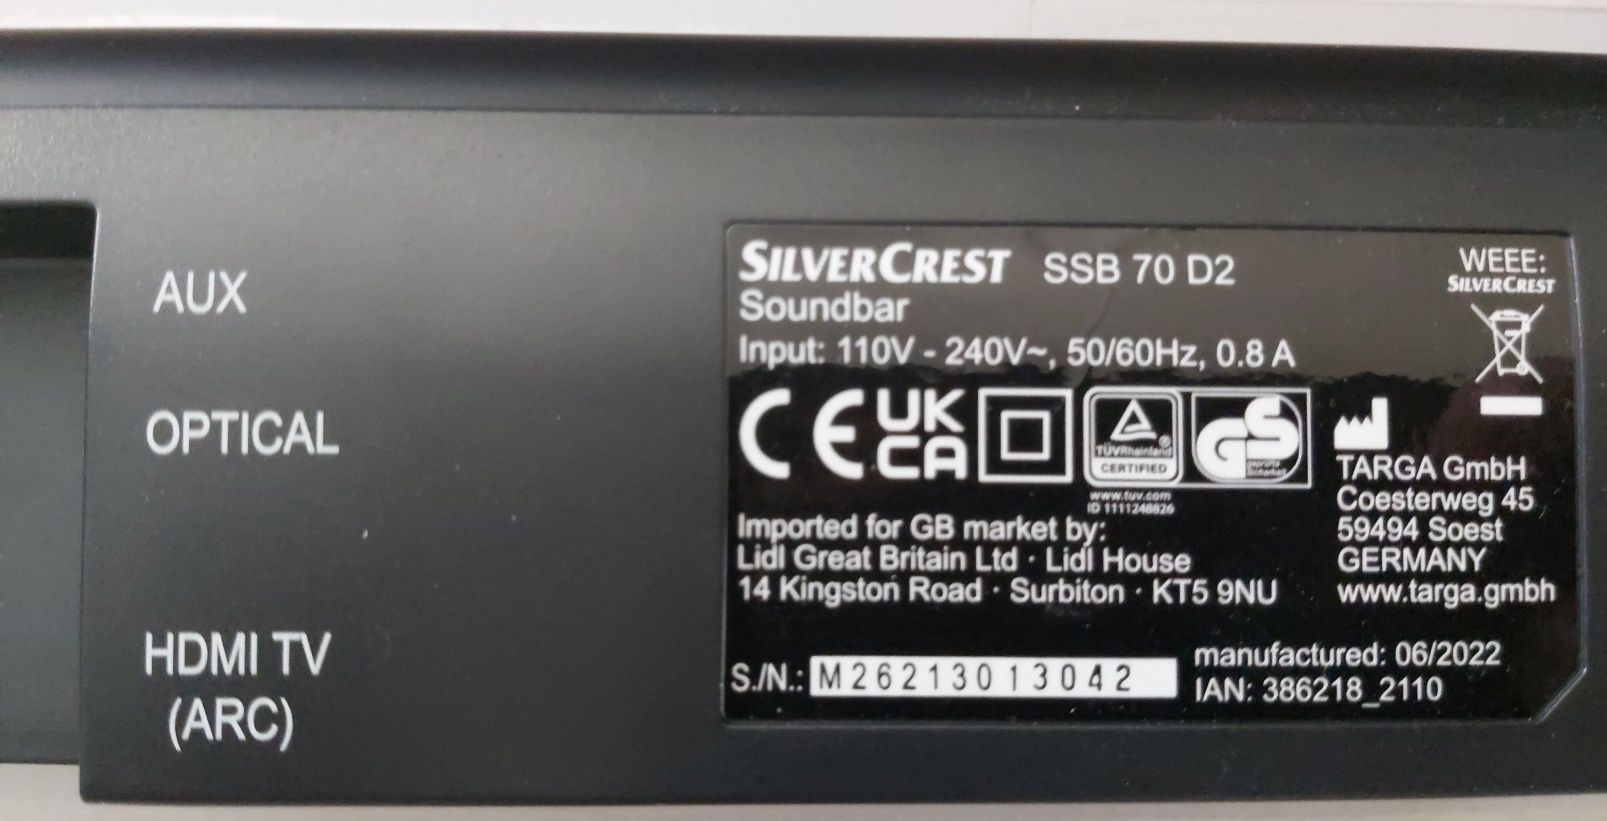 AUX
OPTICAL
HDMI TV
(ARC)
SILVERCREST SSB 70 D2
Soundbar
Input: 110V - 240V~, 50/60Hz, 0.8 A
WEEE:
SILVERCREST
CE UK
CA
TÜVRheinland
CERTIFIED
GS
geprüfte
Sicherheit
www.tuv.com
ID 1111248826
Imported for GB market by:
Lidl Great Britain Ltd · Lidl House
14 Kingston Road · Surbiton · KT5 9NU
TARGA GmbH
Coesterweg 45
59494 Soest
GERMANY
www.targa.gmbh
S./N.: M26213013042
manufactured: 06/2022
IAN: 386218_2110